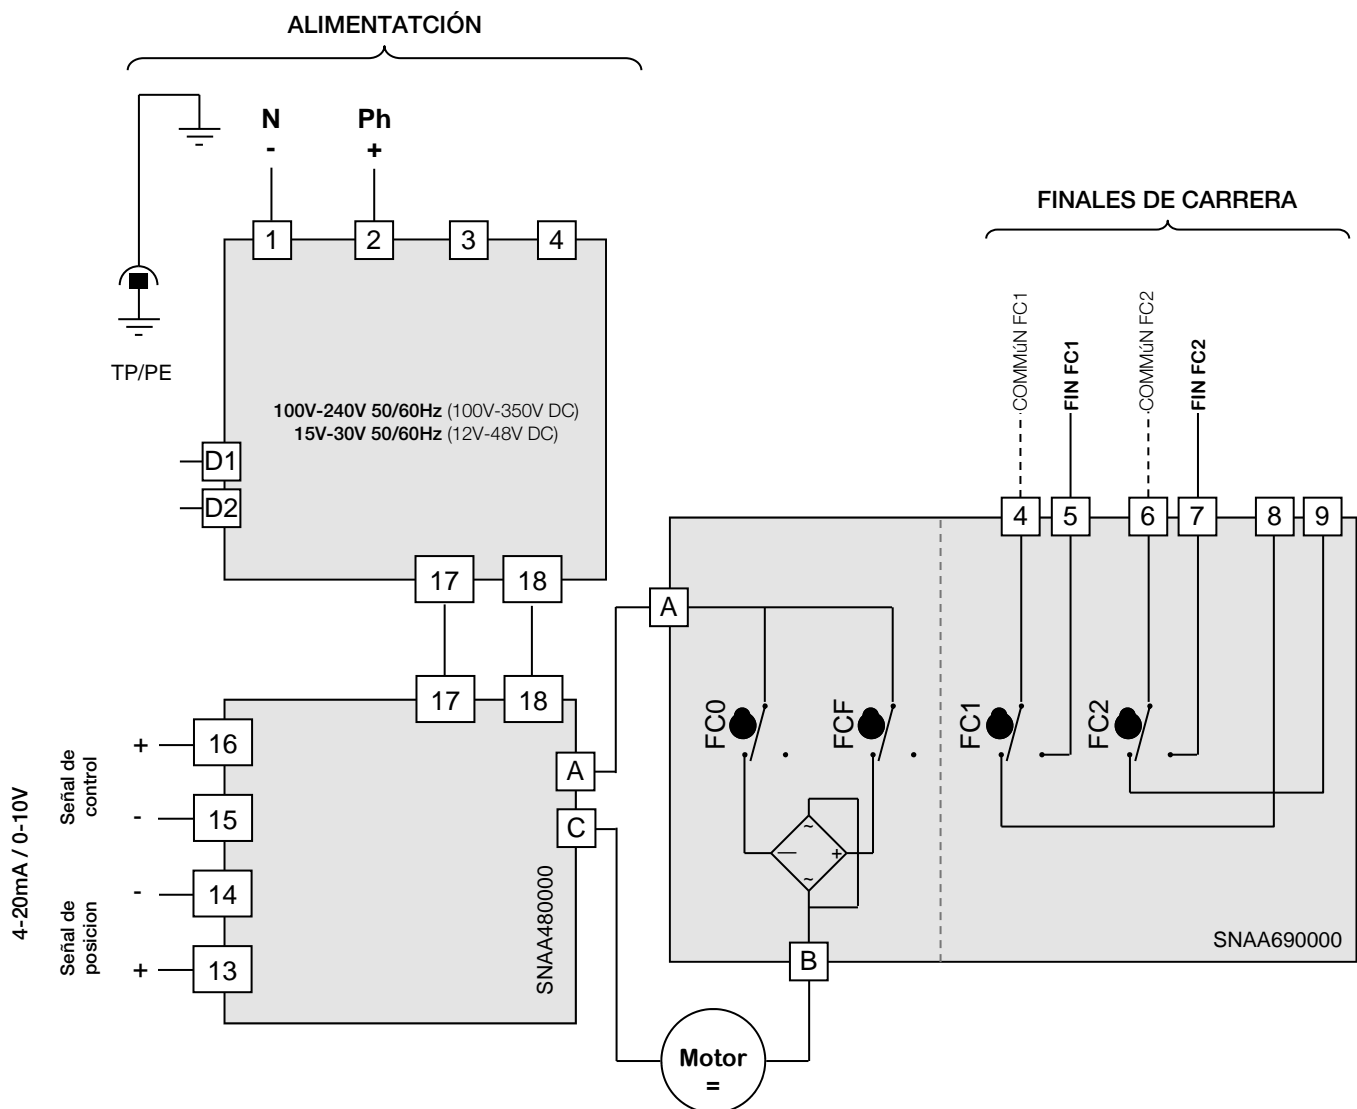 ALIMENTATCIÓN
N
-
Ph
+
1
2
3
4
TP/PE
100V-240V 50/60Hz (100V-350V DC)
15V-30V 50/60Hz (12V-48V DC)
D1
D2
17
18
17
18
4-20mA / 0-10V
Señal de
control
+
16
-
15
Señal de
posicion
-
14
+
13
A
C
SNAA480000
FINALES DE CARRERA
COMMúN FC1
FIN FC1
COMMúN FC2
FIN FC2
4
5
6
7
8
9
A
FC0
FCF
FC1
FC2
~
—
+
~
B
SNAA690000
Motor
=